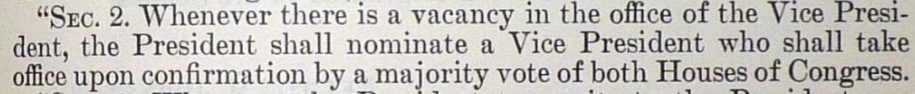 “SEC. 2. Whenever there is a vacancy in the office of the Vice Presi-
dent, the President shall nominate a Vice President who shall take
office upon confirmation by a majority vote of both Houses of Congress.